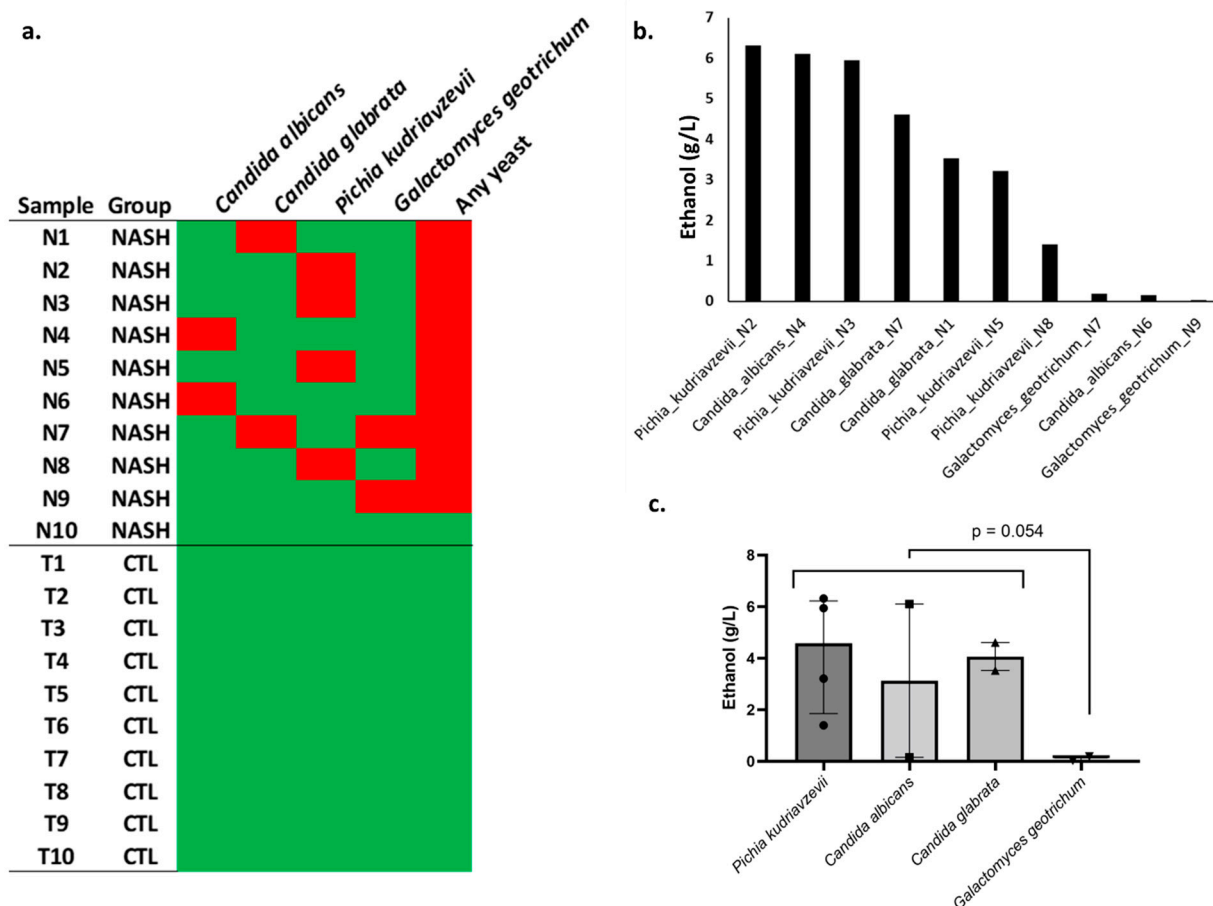 a.
Candida albicans
Candida glabrata
Pichia kudriavzevii
Galactomyces geotrichum
Any yeast
Sample Group
N1 NASH
N2 NASH
N3 NASH
N4 NASH
N5 NASH
N6 NASH
N7 NASH
N8 NASH
N9 NASH
N10 NASH
T1 CTL
T2 CTL
T3 CTL
T4 CTL
T5 CTL
T6 CTL
T7 CTL
T8 CTL
T9 CTL
T10 CTL
b.
Ethanol (g/L)
7
6
5
4
3
2
1
0
Pichia_kudriavzevii_N2
Candida_albicans_N4
Pichia_kudriavzevii_N3
Candida_glabrata_N7
Candida_glabrata_N1
Pichia_kudriavzevii_N5
Pichia_kudriavzevii_N8
Galactomyces_geotrichum_N7
Candida_albicans_N6
Galactomyces_geotrichum_N9
c.
p = 0.054
Ethanol (g/L)
8
6
4
2
0
Pichia kudriavzevii
Candida albicans
Candida glabrata
Galactomyces geotrichum